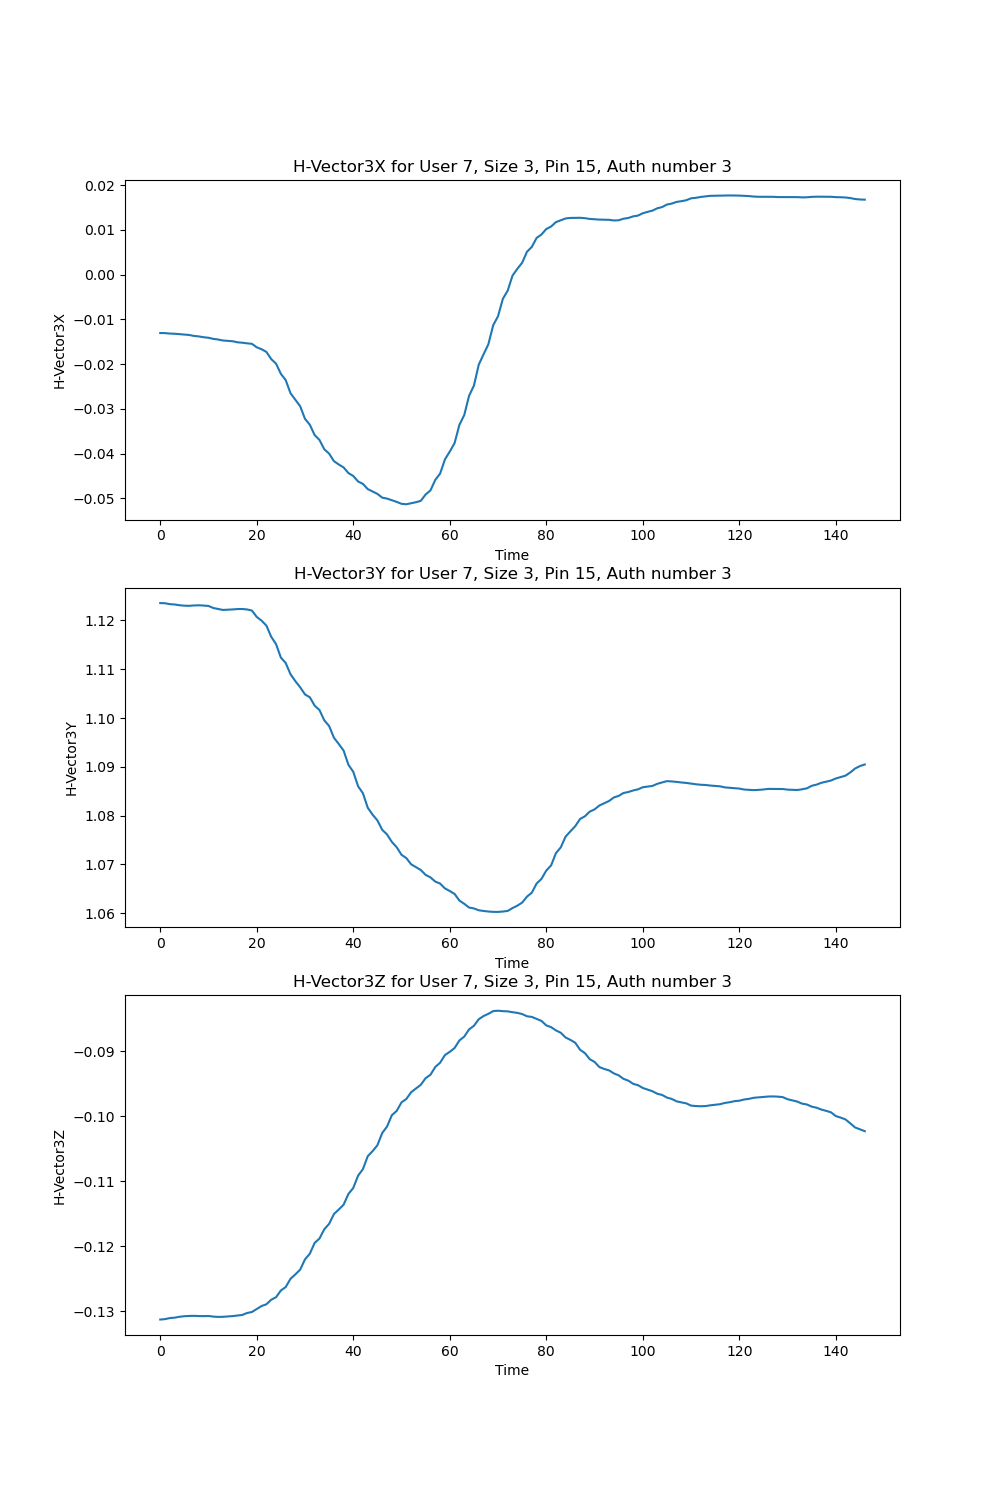 H-Vector3X for User 7, Size 3, Pin 15, Auth number 3
0.02
0.01
0.00
−0.01
−0.02
−0.03
−0.04
−0.05
H-Vector3X
0 20 40 60 80 100 120 140
Time
H-Vector3Y for User 7, Size 3, Pin 15, Auth number 3
1.12
1.11
1.10
1.09
1.08
1.07
1.06
H-Vector3Y
0 20 40 60 80 100 120 140
Time
H-Vector3Z for User 7, Size 3, Pin 15, Auth number 3
−0.09
−0.10
−0.11
−0.12
−0.13
H-Vector3Z
0 20 40 60 80 100 120 140
Time